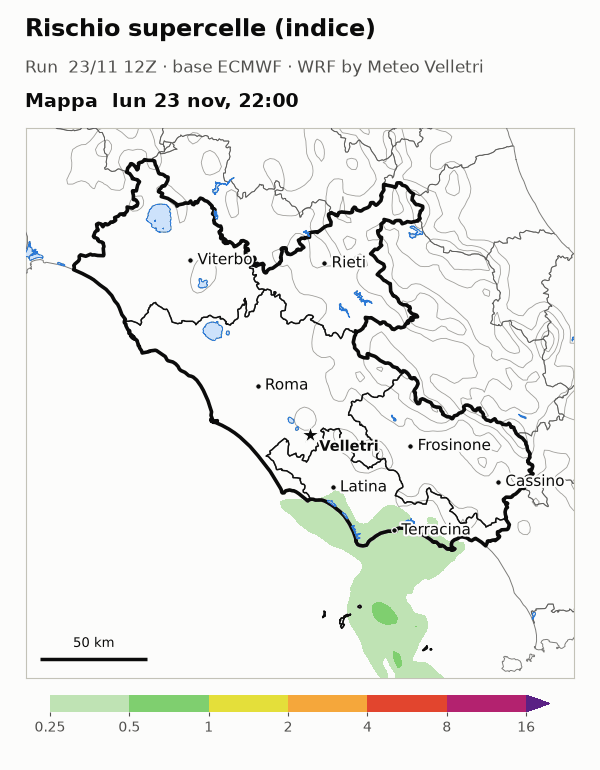 Rischio supercelle (indice)
Run  23/11 12Z · base ECMWF · WRF by Meteo Velletri
Mappa  lun 23 nov, 22:00
Viterbo
Rieti
Roma
Velletri
Frosinone
Latina
Cassino
Terracina
50 km
0.25 0.5 1 2 4 8 16